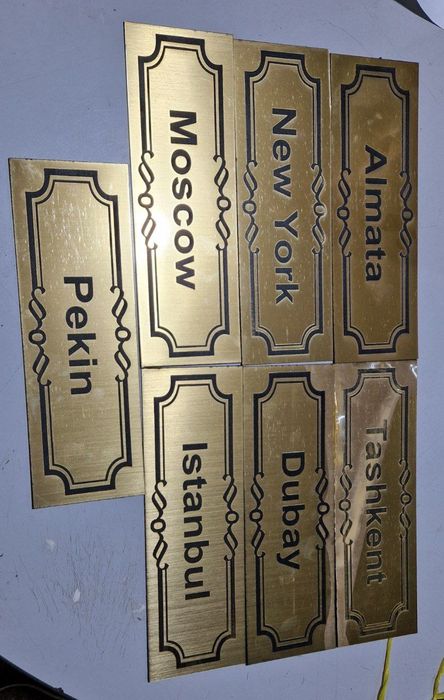 Almata
Tashkent
New York
Dubay
Moscow
Istanbul
Pekin